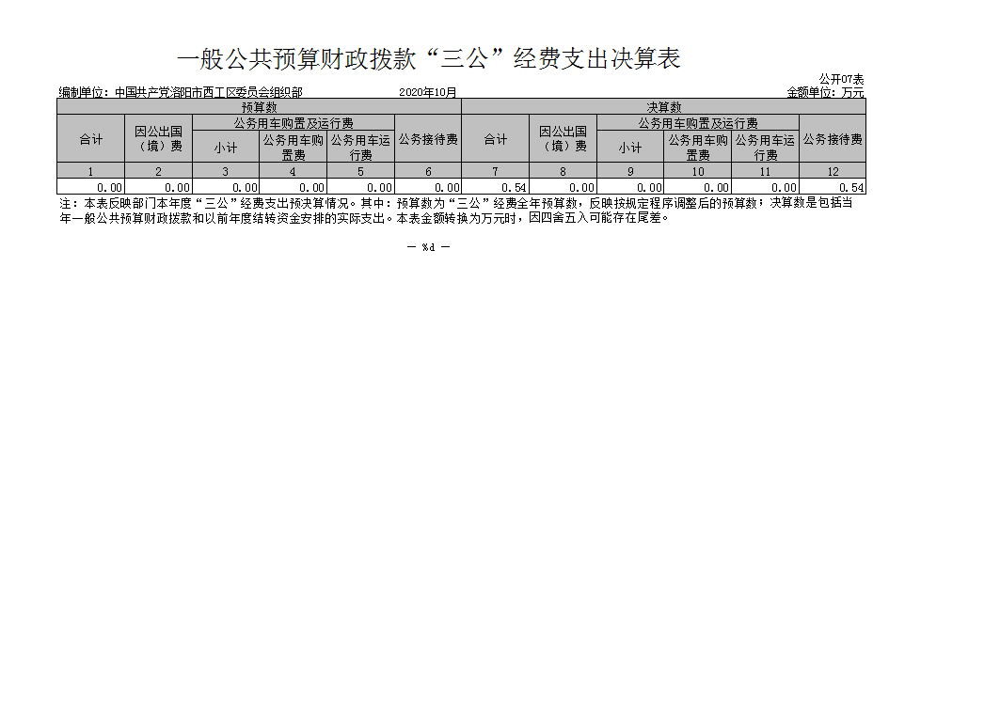 一般公共预算财政拨款“三公”经费支出决算表
公开07表
编制单位：中国共产党洛阳市西工区委员会组织部 2020年10月 金额单位：万元
预算数 决算数
合计 因公出国（境）费 公务用车购置及运行费 公务接待费 合计 因公出国（境）费 公务用车购置及运行费 公务接待费
小计 公务用车购置费 公务用车运行费 小计 公务用车购置费 公务用车运行费
1 2 3 4 5 6 7 8 9 10 11 12
0.00 0.00 0.00 0.00 0.00 0.00 0.54 0.00 0.00 0.00 0.00 0.54
注：本表反映部门本年度“三公”经费支出预决算情况。其中：预算数为“三公”经费全年预算数，反映按规定程序调整后的预算数；决算数是包括当
年一般公共预算财政拨款和以前年度结转资金安排的实际支出。本表金额转换为万元时，因四舍五入可能存在尾差。
— %d —